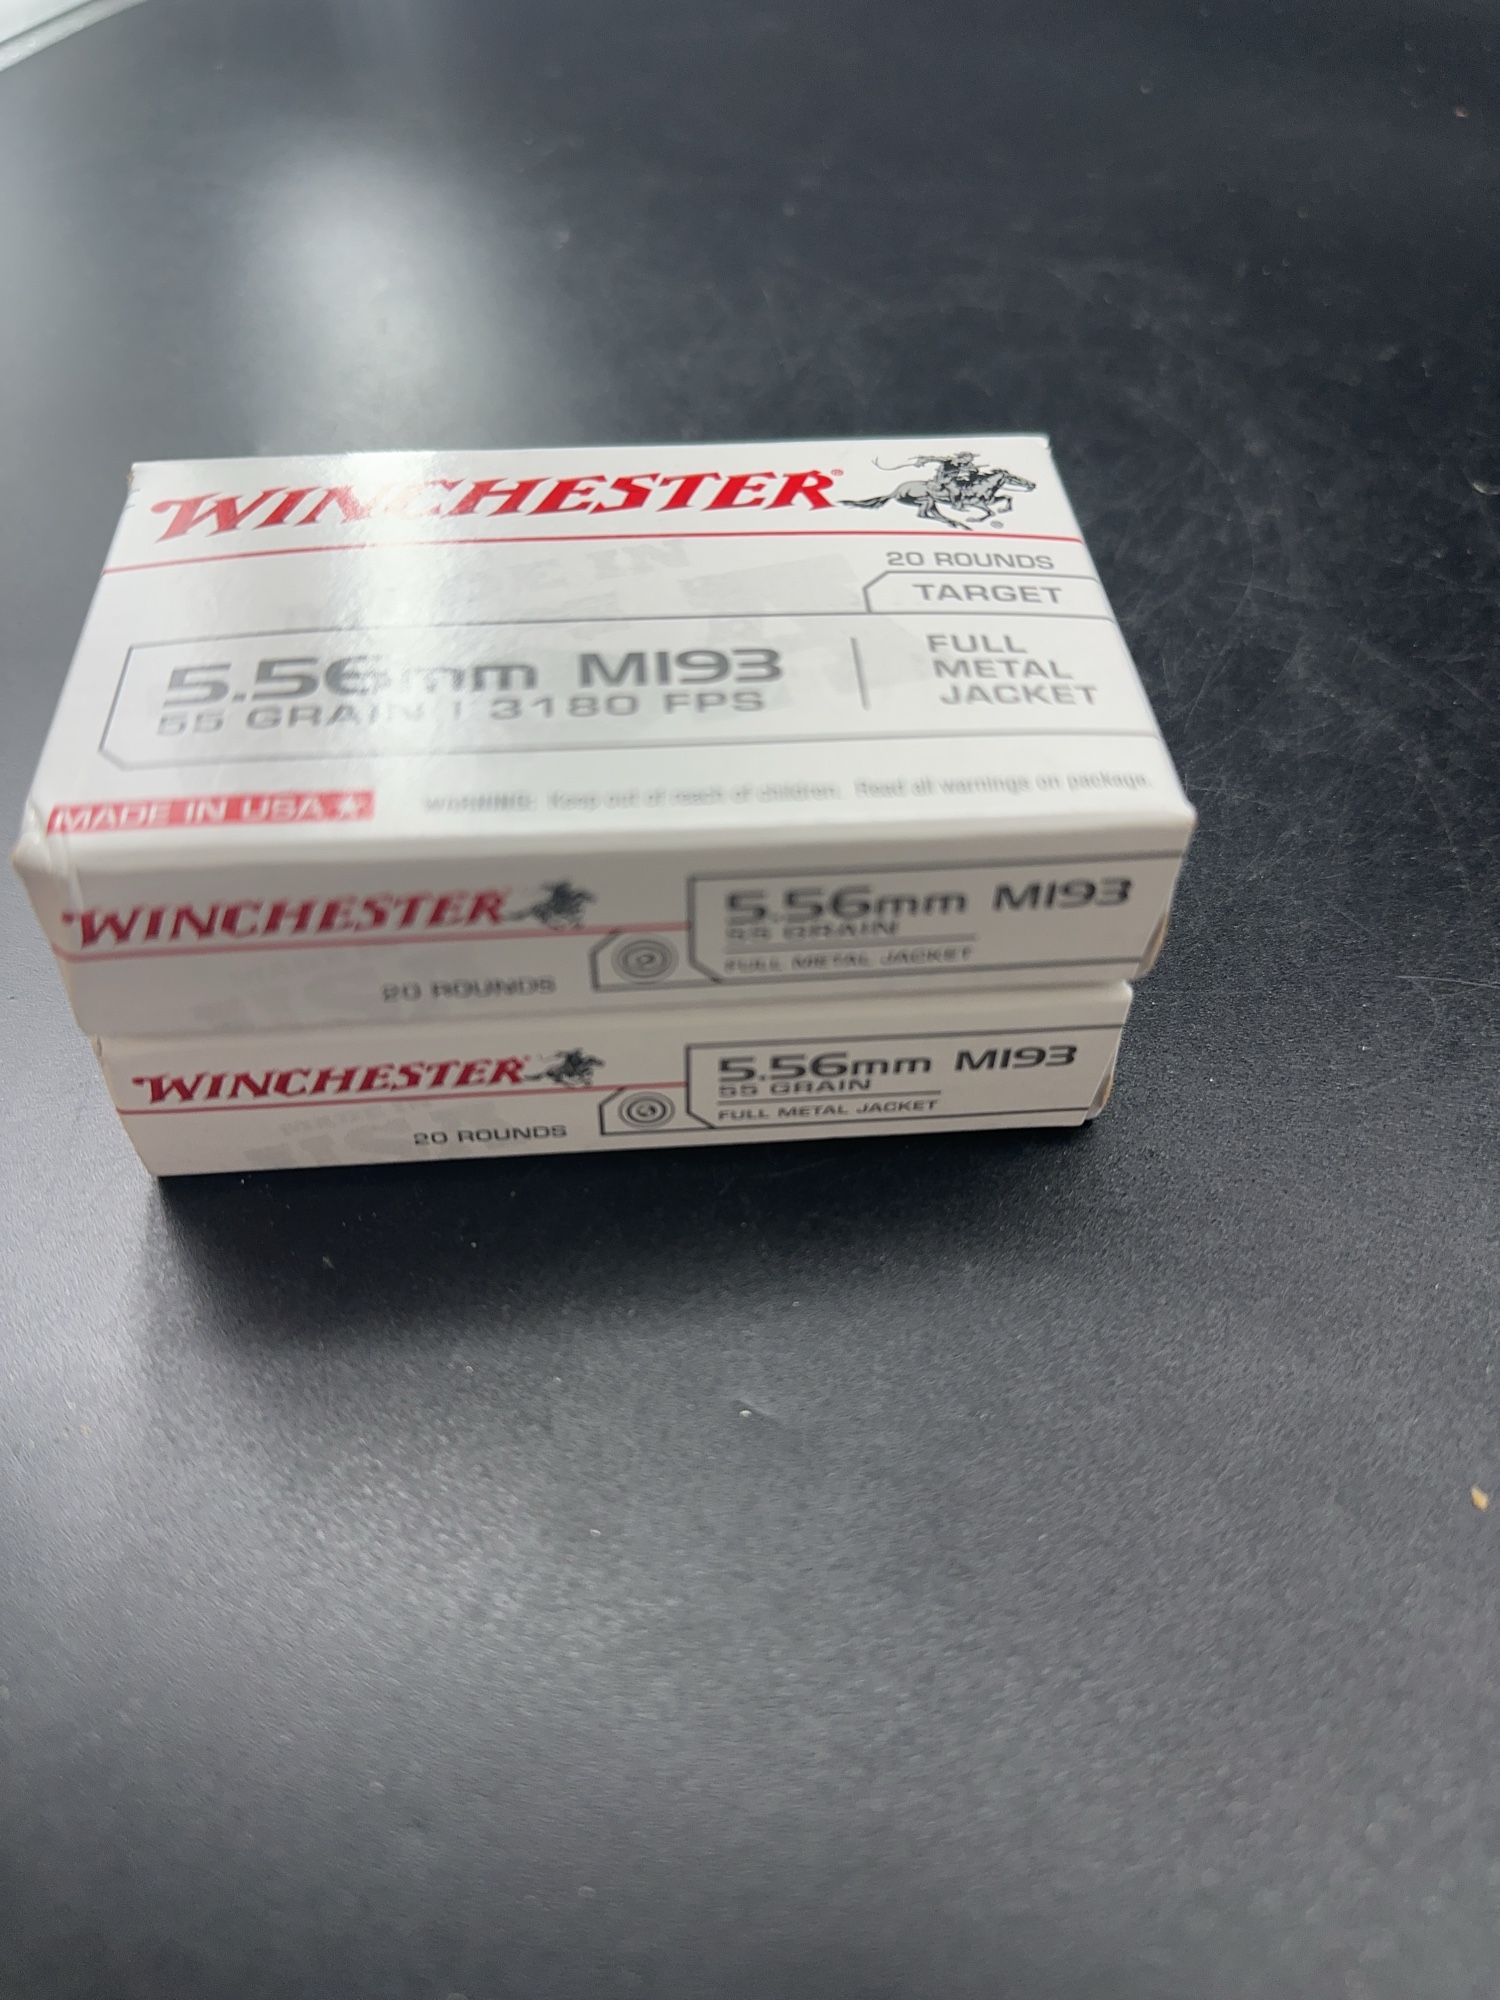 WINCHESTER®
®
20 ROUNDS
TARGET
5.56mm M193
55 GRAIN | 3180 FPS
FULL
METAL
JACKET
MADE IN USA ★
WARNING: Keep out of reach of children. Read all warnings on package.
WINCHESTER
20 ROUNDS
5.56mm M193
55 GRAIN
FULL METAL JACKET
WINCHESTER
20 ROUNDS
5.56mm M193
55 GRAIN
FULL METAL JACKET